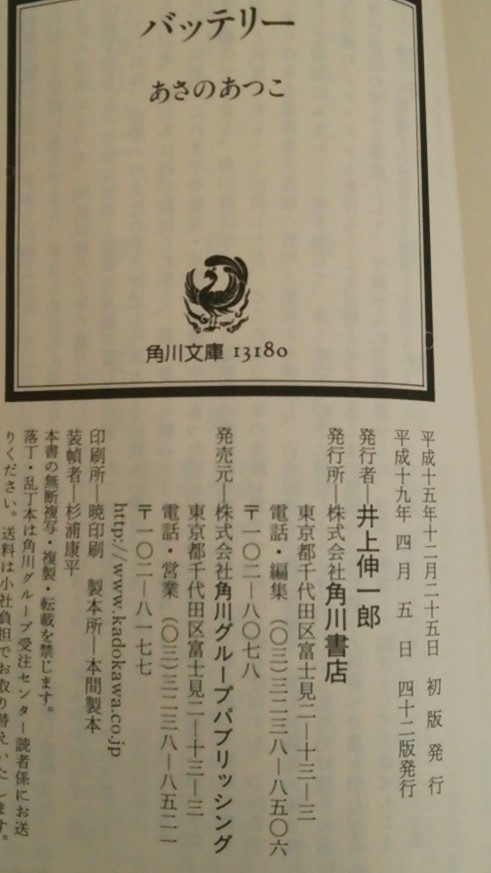 バッテリー
あさのあつこ
角川文庫 13180
平成十五年十二月二十五日 初版発行
平成十九年 四月 五日 四十二版発行
発行者―井上伸一郎
発行所―株式会社角川書店
東京都千代田区富士見二―十三―三
電話・編集 (〇三)三二三八―八五〇六
〒一〇二―八〇七八
発売元―株式会社角川グループパブリッシング
東京都千代田区富士見二―十三―三
電話・営業 (〇三)三二三八―八五二一
〒一〇二―八一七七
http://www.kadokawa.co.jp
印刷所―暁印刷 製本所―本間製本
装幀者―杉浦康平
本書の無断複写・複製・転載を禁じます。
落丁・乱丁本は角川グループ受注センター読者係にお送
りください。送料は小社負担でお取り替えいたします。